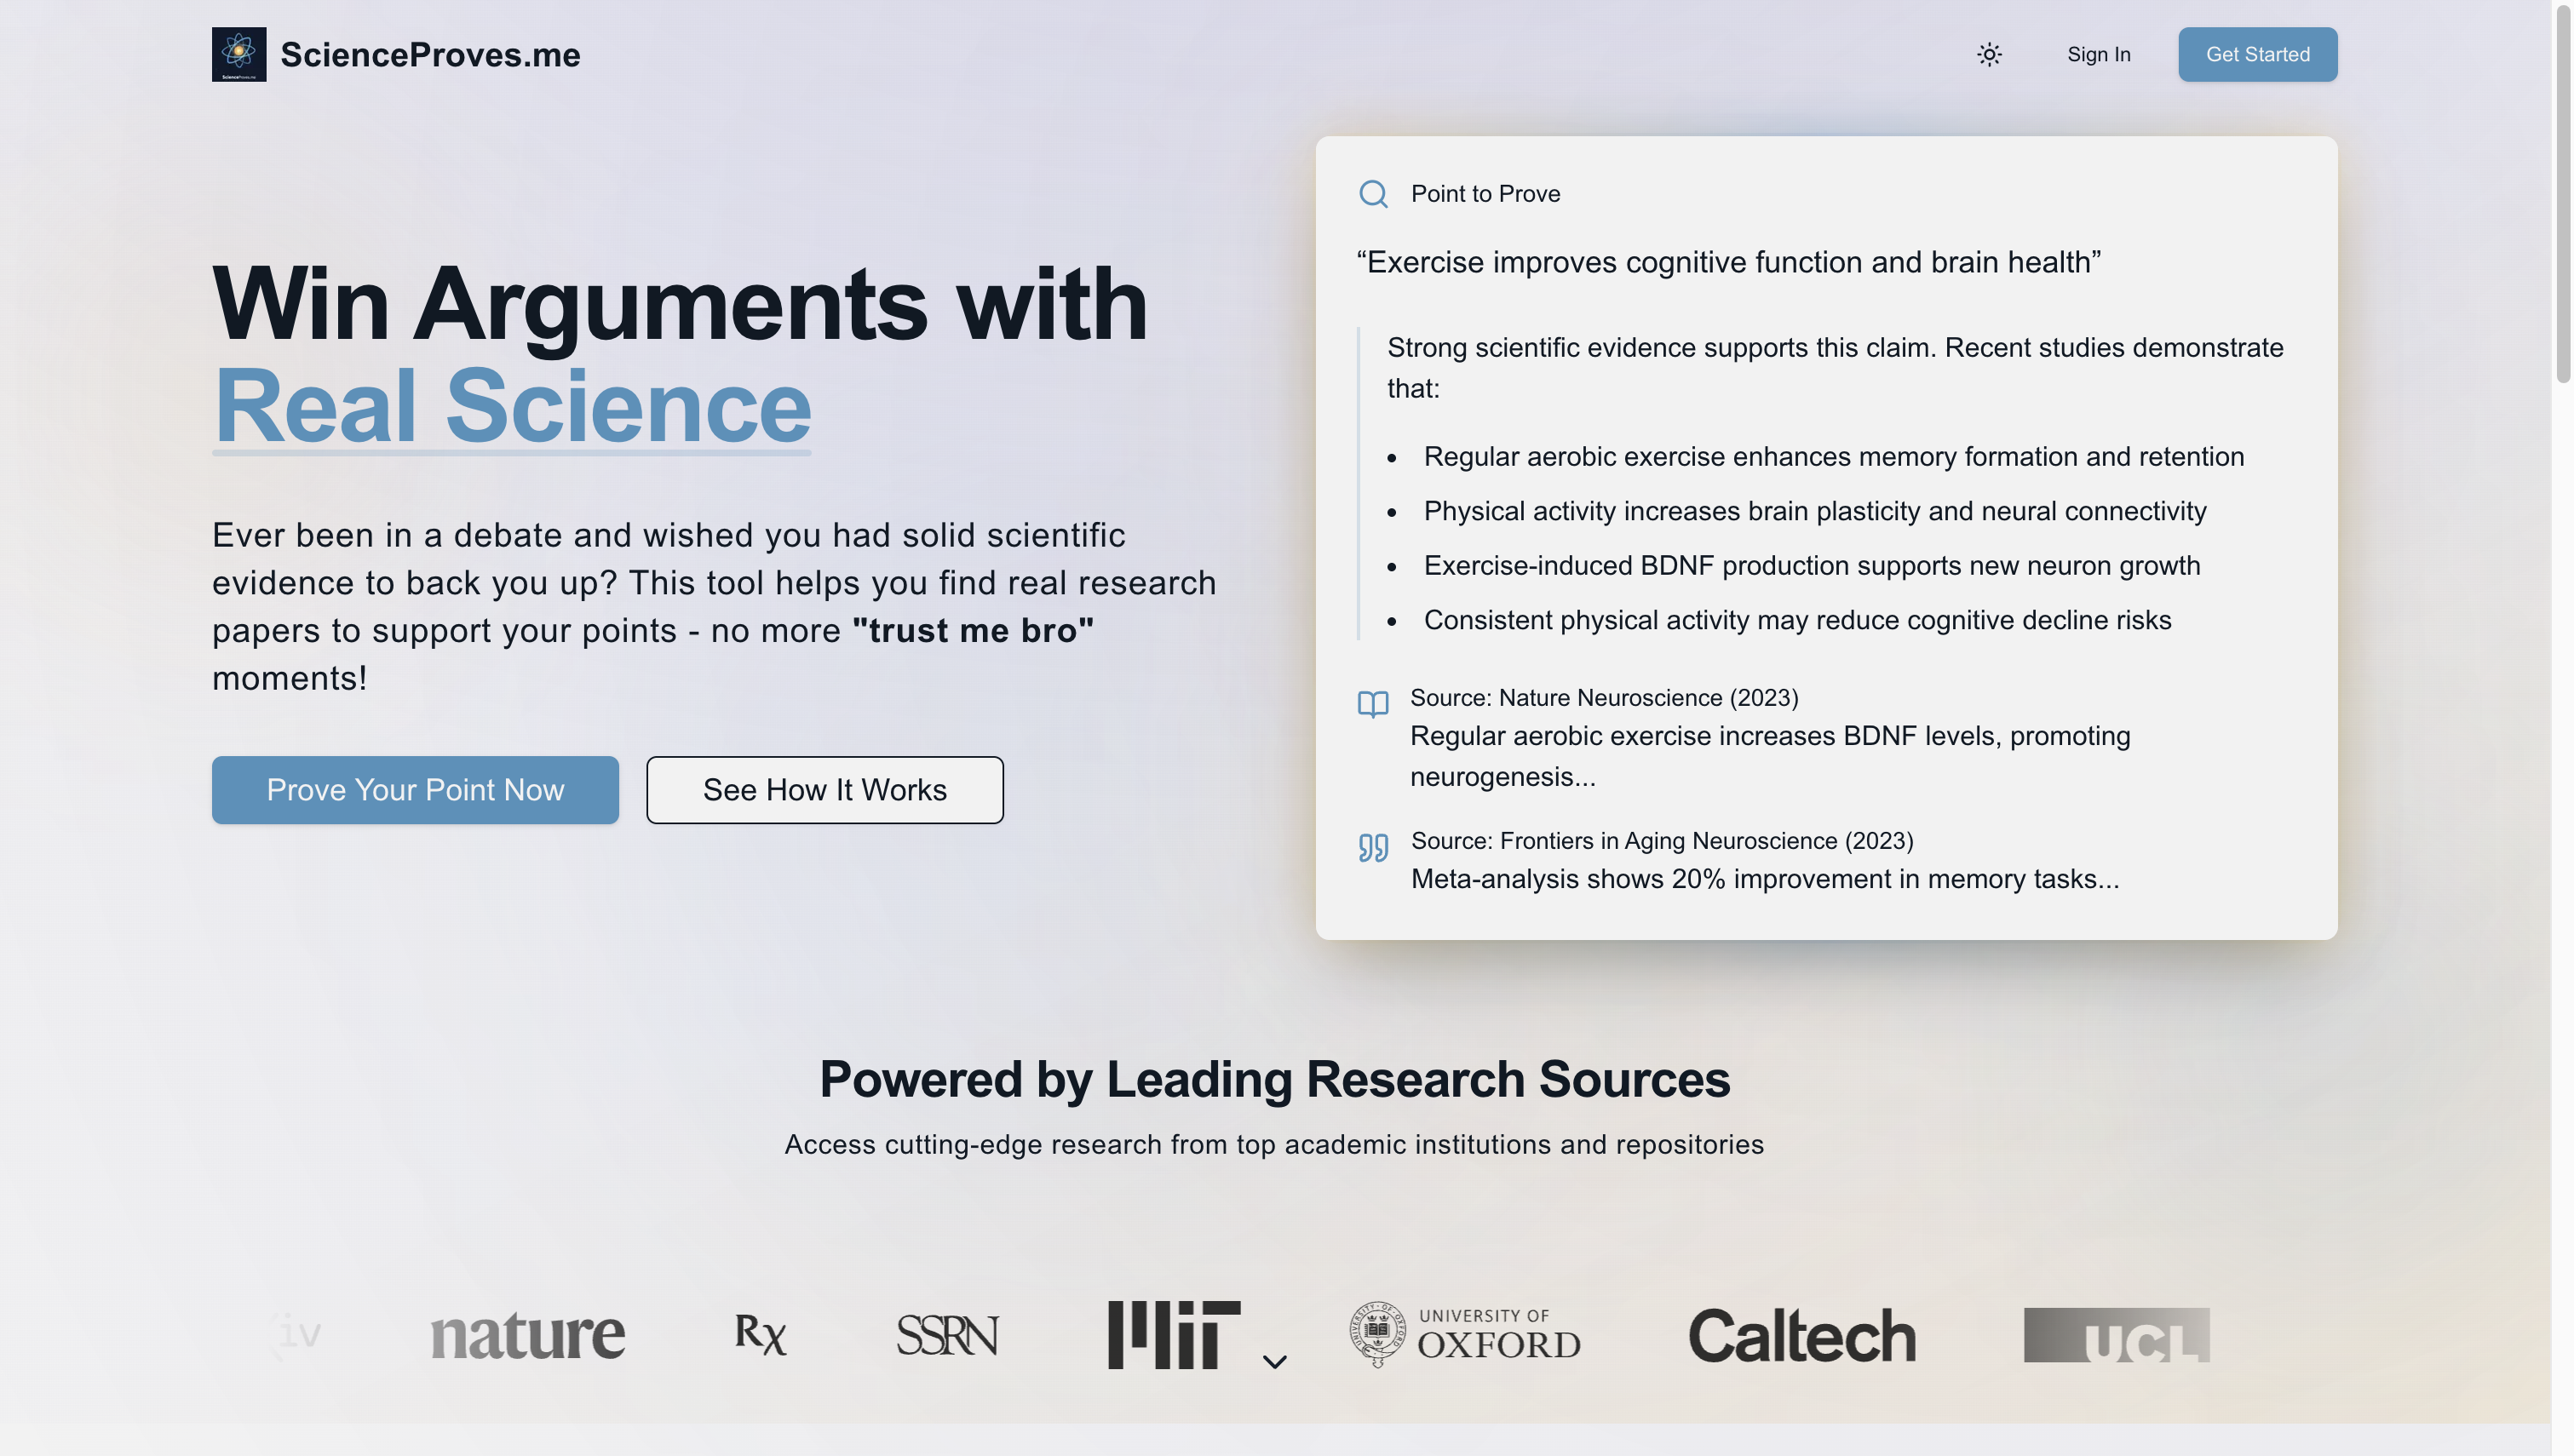 ScienceProves.me
Sign In
Get Started
Win Arguments with
Real Science
Ever been in a debate and wished you had solid scientific
evidence to back you up? This tool helps you find real research
papers to support your points - no more "trust me bro"
moments!
Prove Your Point Now
See How It Works
Point to Prove
“Exercise improves cognitive function and brain health”
Strong scientific evidence supports this claim. Recent studies demonstrate
that:
Regular aerobic exercise enhances memory formation and retention
Physical activity increases brain plasticity and neural connectivity
Exercise-induced BDNF production supports new neuron growth
Consistent physical activity may reduce cognitive decline risks
Source: Nature Neuroscience (2023)
Regular aerobic exercise increases BDNF levels, promoting
neurogenesis...
Source: Frontiers in Aging Neuroscience (2023)
Meta-analysis shows 20% improvement in memory tasks...
Powered by Leading Research Sources
Access cutting-edge research from top academic institutions and repositories
iv
nature
Rχ
SSRN
MIT
UNIVERSITY OF
OXFORD
Caltech
UCL